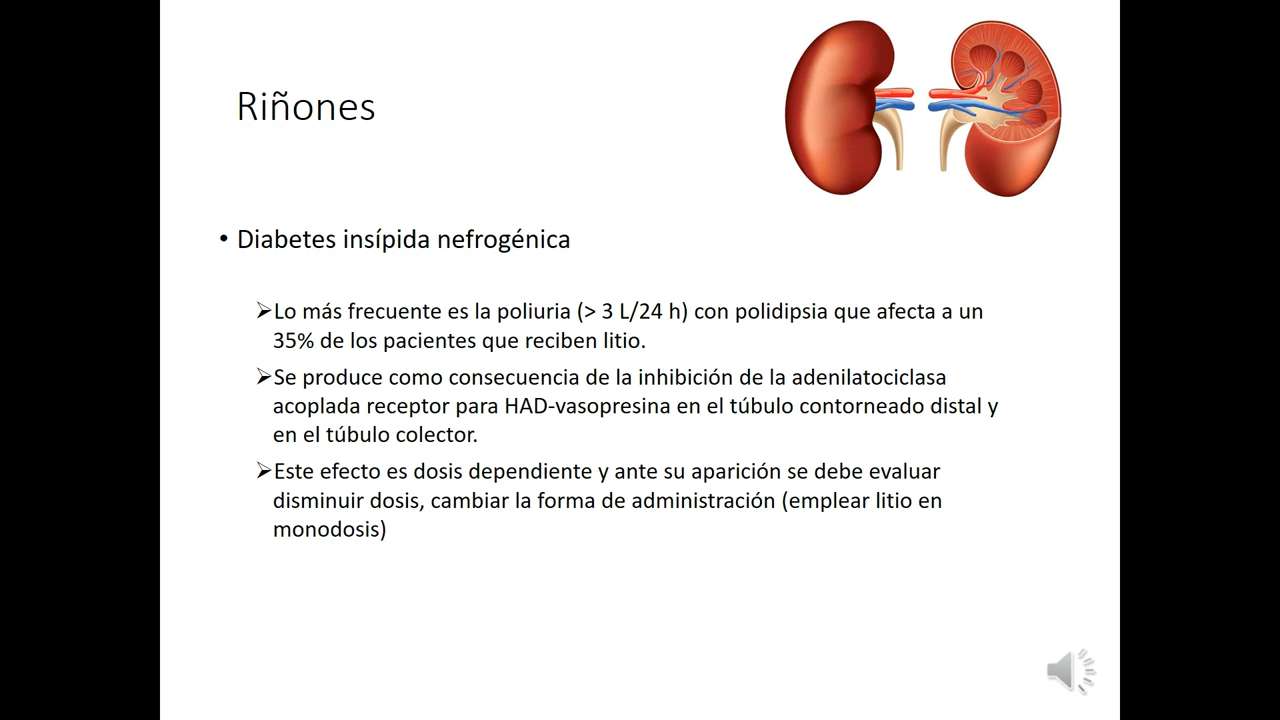 Riñones
• Diabetes insípida nefrogénica
➢Lo más frecuente es la poliuria (> 3 L/24 h) con polidipsia que afecta a un
35% de los pacientes que reciben litio.
➢Se produce como consecuencia de la inhibición de la adenilatociclasa
acoplada receptor para HAD-vasopresina en el túbulo contorneado distal y
en el túbulo colector.
➢Este efecto es dosis dependiente y ante su aparición se debe evaluar
disminuir dosis, cambiar la forma de administración (emplear litio en
monodosis)